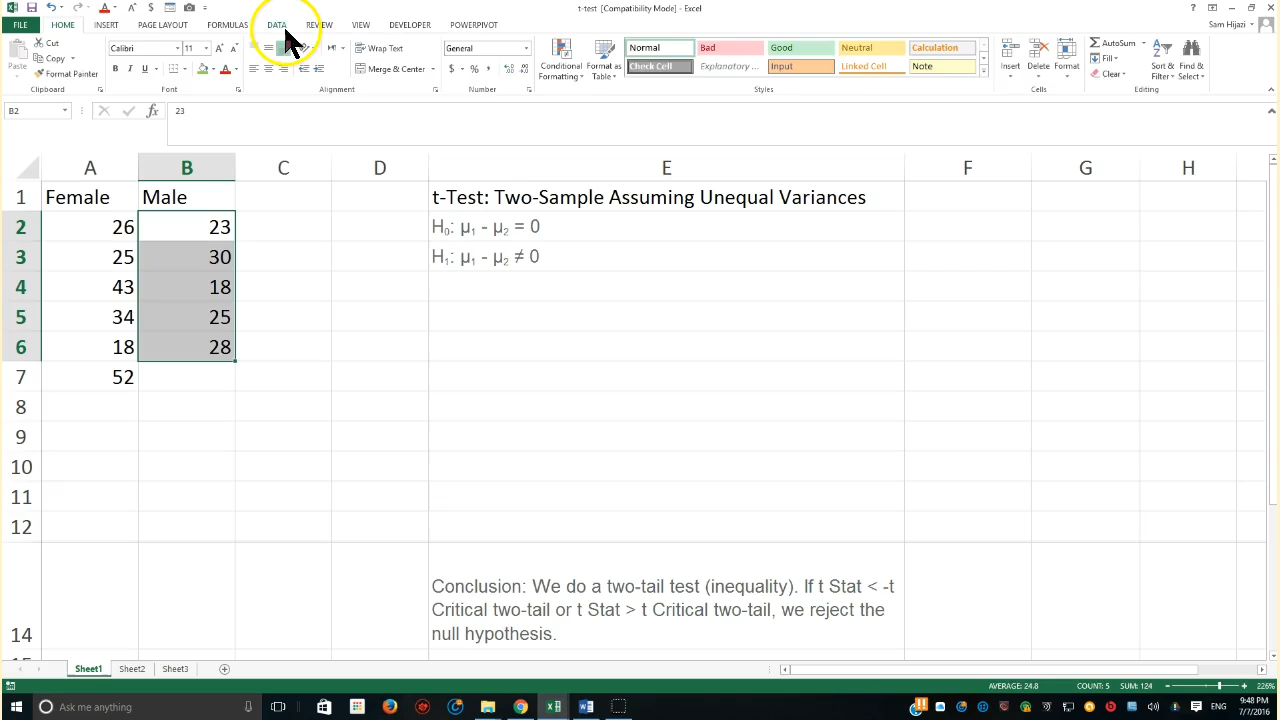 t-test [Compatibility Mode] - Excel
FILE HOME INSERT PAGE LAYOUT FORMULAS DATA REVIEW VIEW DEVELOPER POWERPIVOT Sam Hijazi
Paste Cut Copy Format Painter
Clipboard
Calibri 11
B I U
Font
Wrap Text
Merge & Center
Alignment
General
$ % ,
Number
Conditional Formatting
Format as Table
Normal Bad Good Neutral Calculation
Check Cell Explanatory ... Input Linked Cell Note
Styles
Insert Delete Format
Cells
AutoSum Fill Clear
Sort & Filter Find & Select
Editing
B2 fx 23
A B C D E F G H
1 Female Male t-Test: Two-Sample Assuming Unequal Variances
2 26 23 H₀: µ₁ - µ₂ = 0
3 25 30 H₁: µ₁ - µ₂ ≠ 0
4 43 18
5 34 25
6 18 28
7 52
8
9
10
11
12
Conclusion: We do a two-tail test (inequality). If t Stat < -t
Critical two-tail or t Stat > t Critical two-tail, we reject the
14 null hypothesis.
Sheet1 Sheet2 Sheet3
AVERAGE: 24.8 COUNT: 5 SUM: 124 226%
Ask me anything
ENG
9:48 PM
7/7/2016